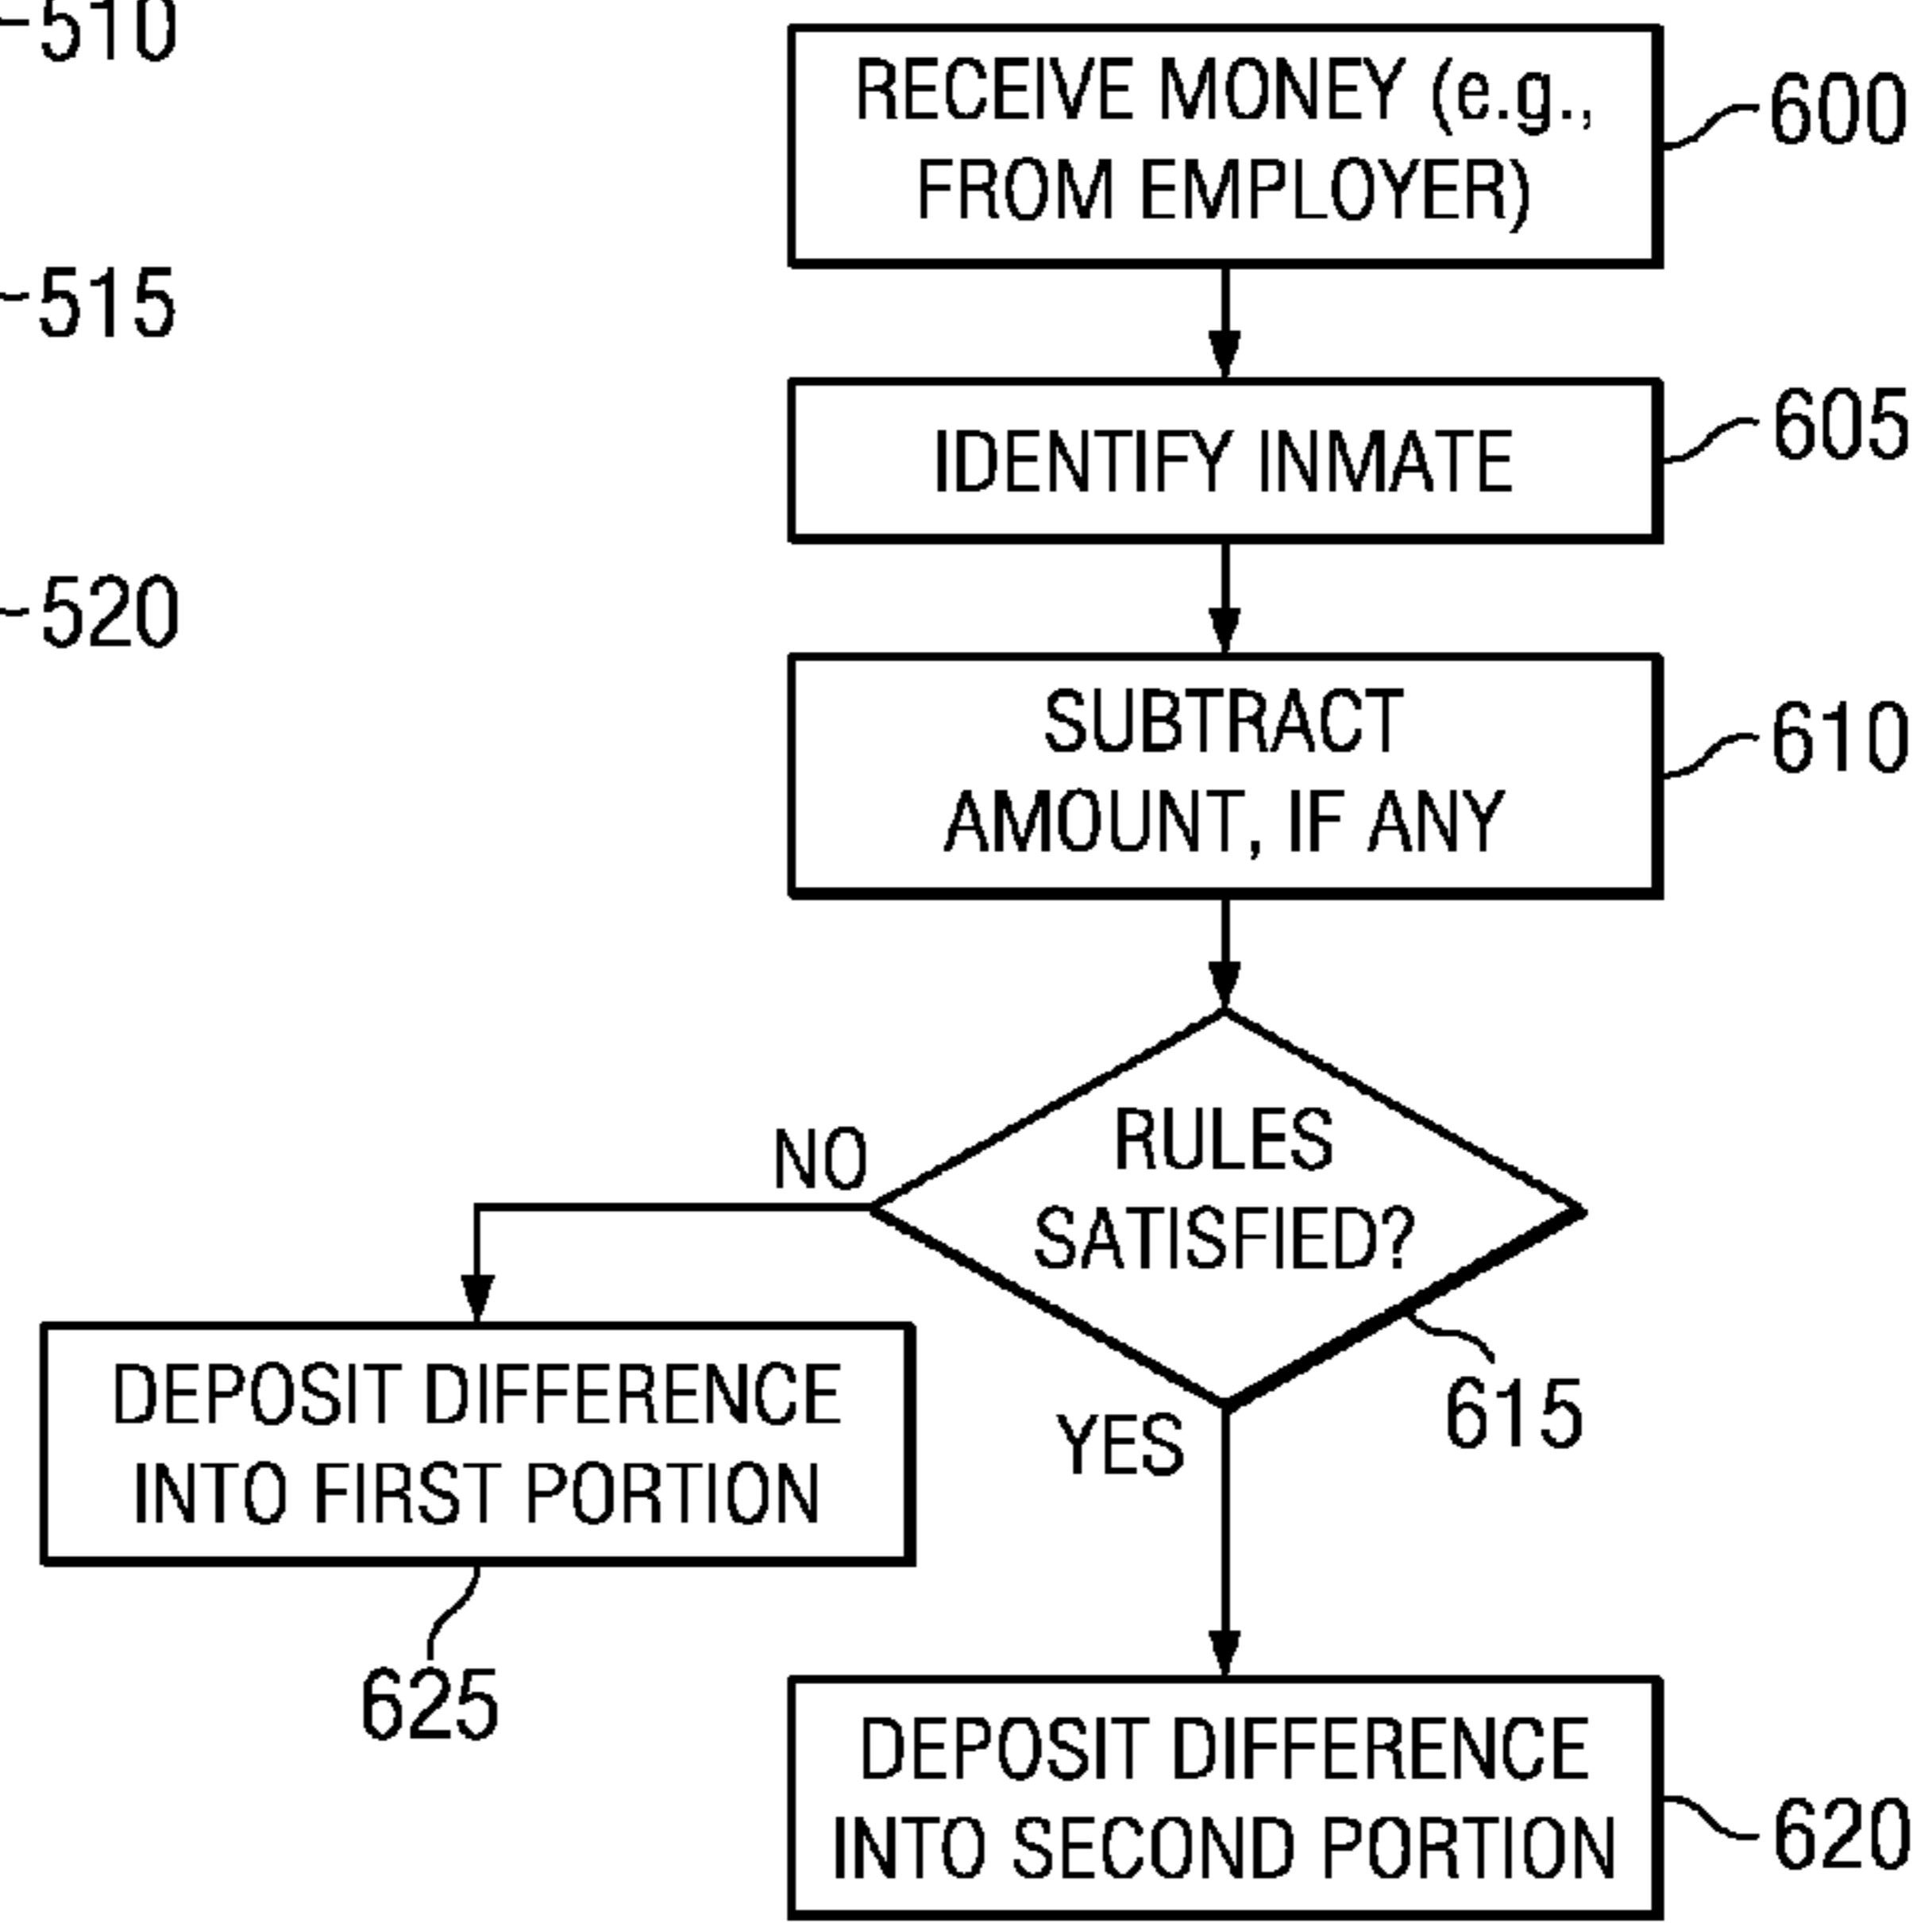 510
515
520
RECEIVE MONEY (e.g.,
FROM EMPLOYER)
600
IDENTIFY INMATE
605
SUBTRACT
AMOUNT, IF ANY
610
RULES
SATISFIED?
615
NO
YES
DEPOSIT DIFFERENCE
INTO FIRST PORTION
625
DEPOSIT DIFFERENCE
INTO SECOND PORTION
620